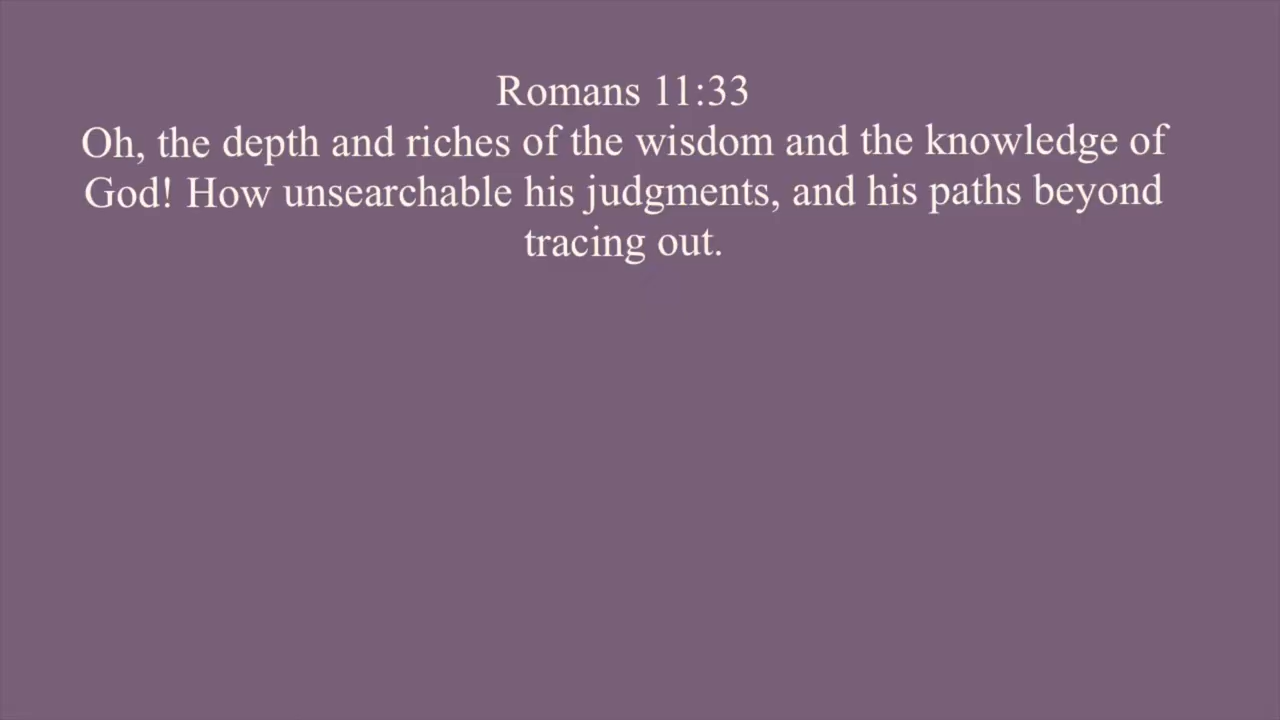 Romans 11:33
Oh, the depth and riches of the wisdom and the knowledge of
God! How unsearchable his judgments, and his paths beyond
tracing out.